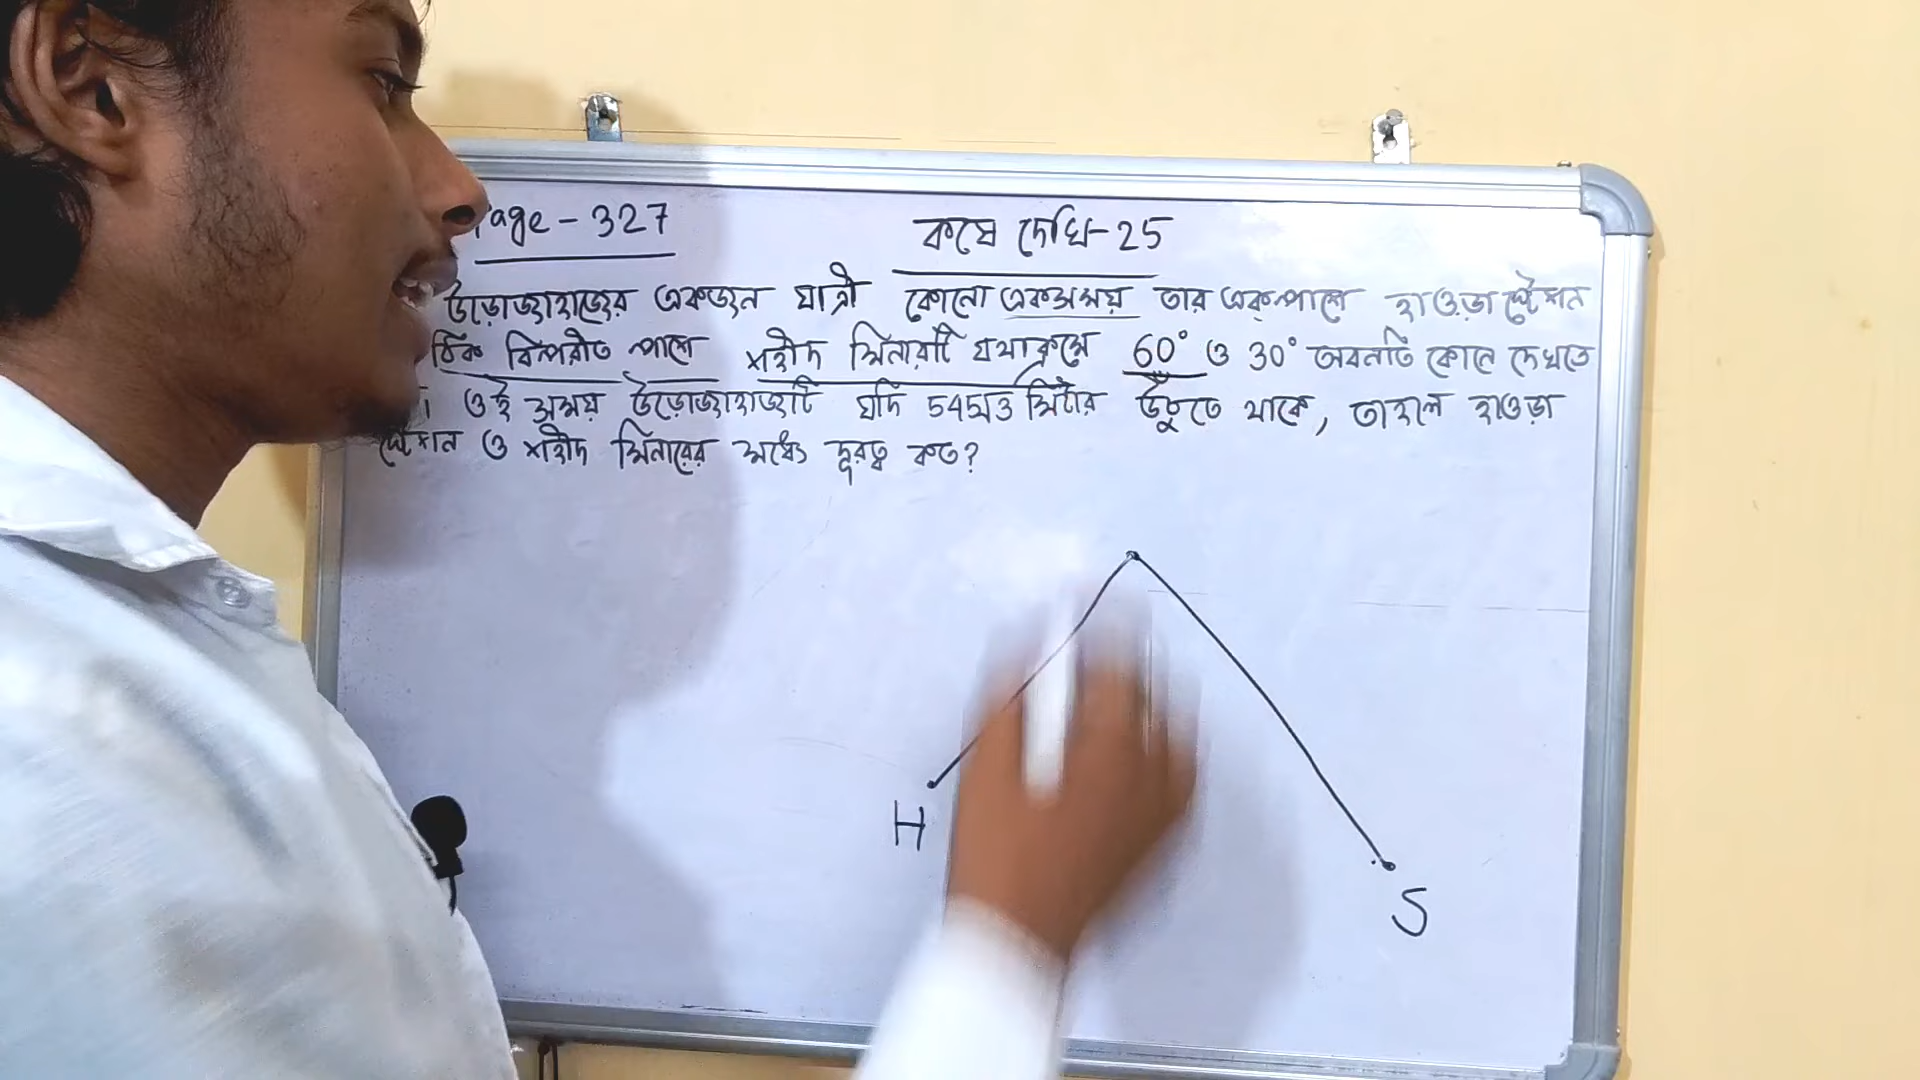 Page - 327
কষে দেখি-25
উড়োজাহাজের একজন যাত্রী কোনো একসময় তার একপাশে হাওড়া স্টেশন
ঠিক বিপরীত পাশে শহীদ মিনারটি যথাক্রমে 60° ও 30° অবনতি কোণে দেখতে
ওই সময় উড়োজাহাজটি যদি 545√3 মিটার উঁচুতে থাকে, তাহলে হাওড়া
স্টেশন ও শহীদ মিনারের মধ্যে দূরত্ব কত?
H
S